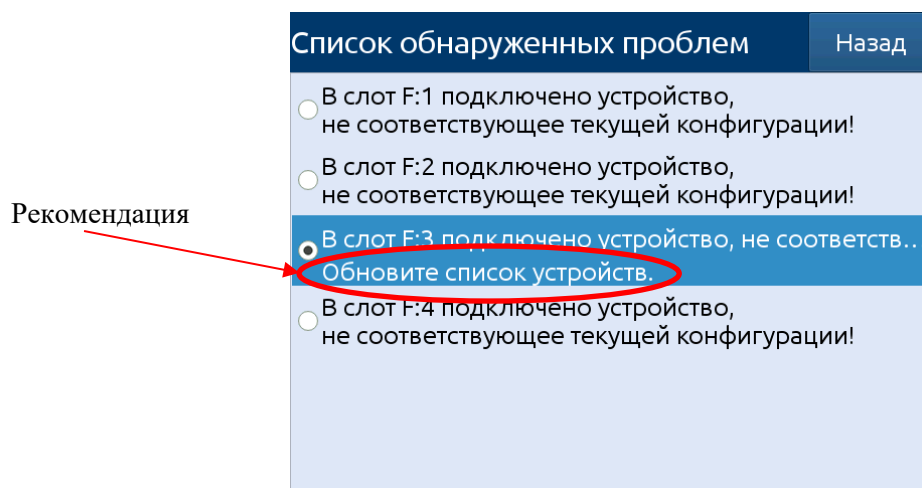 Список обнаруженных проблем
Назад
В слот F:1 подключено устройство,
не соответствующее текущей конфигурации!
В слот F:2 подключено устройство,
не соответствующее текущей конфигурации!
Рекомендация
В слот F:3 подключено устройство, не соответств..
Обновите список устройств.
В слот F:4 подключено устройство,
не соответствующее текущей конфигурации!